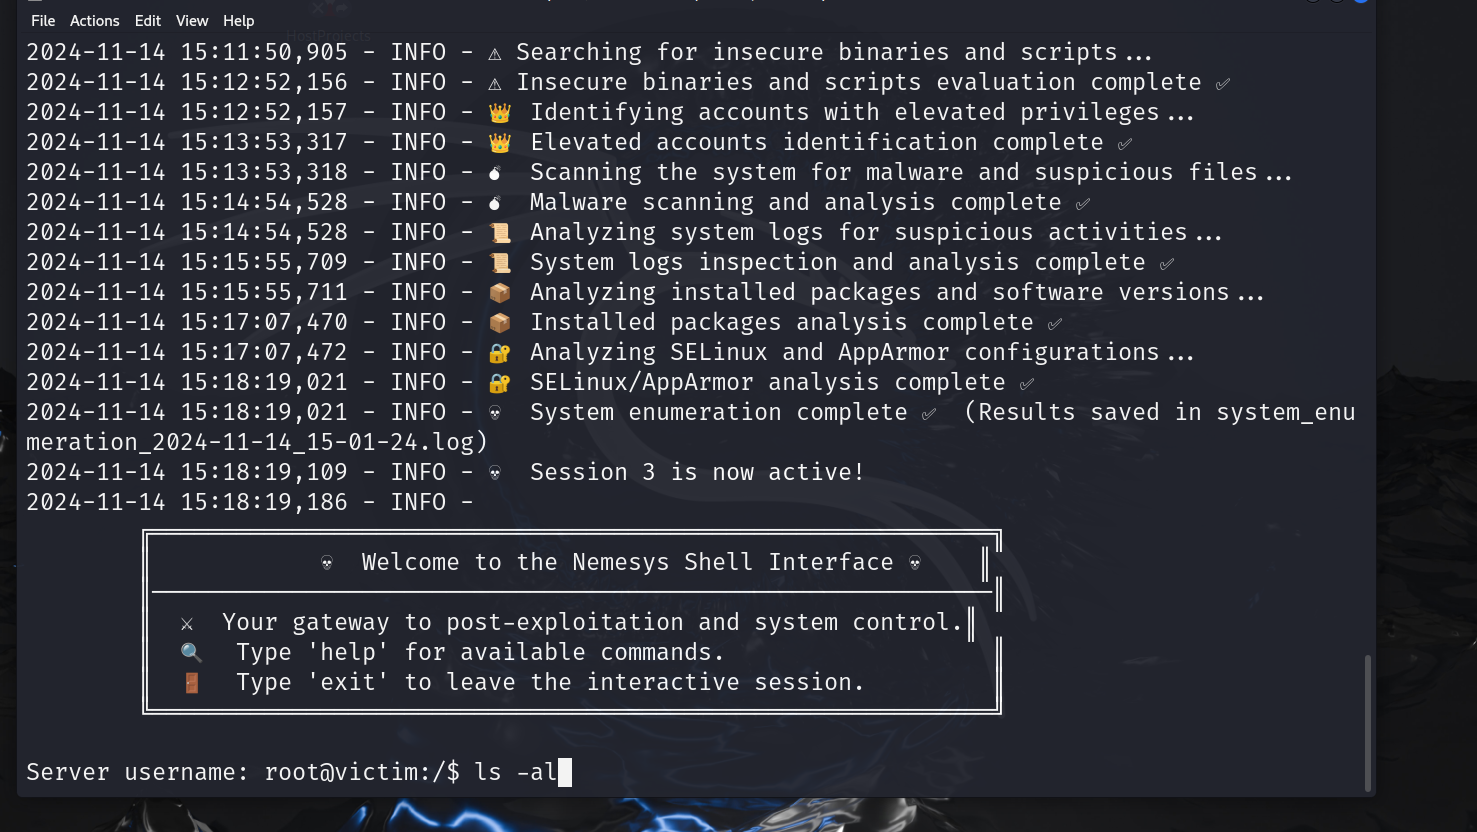 File Actions Edit View Help
HostProjects
2024-11-14 15:11:50,905 - INFO - ⚠ Searching for insecure binaries and scripts...
2024-11-14 15:12:52,156 - INFO - ⚠ Insecure binaries and scripts evaluation complete ✅
2024-11-14 15:12:52,157 - INFO - 👑 Identifying accounts with elevated privileges...
2024-11-14 15:13:53,317 - INFO - 👑 Elevated accounts identification complete ✅
2024-11-14 15:13:53,318 - INFO - 💣 Scanning the system for malware and suspicious files...
2024-11-14 15:14:54,528 - INFO - 💣 Malware scanning and analysis complete ✅
2024-11-14 15:14:54,528 - INFO - 📜 Analyzing system logs for suspicious activities...
2024-11-14 15:15:55,709 - INFO - 📜 System logs inspection and analysis complete ✅
2024-11-14 15:15:55,711 - INFO - 📦 Analyzing installed packages and software versions...
2024-11-14 15:17:07,470 - INFO - 📦 Installed packages analysis complete ✅
2024-11-14 15:17:07,472 - INFO - 🔐 Analyzing SELinux and AppArmor configurations...
2024-11-14 15:18:19,021 - INFO - 🔐 SELinux/AppArmor analysis complete ✅
2024-11-14 15:18:19,021 - INFO - 💀 System enumeration complete ✅ (Results saved in system_enu
meration_2024-11-14_15-01-24.log)
2024-11-14 15:18:19,109 - INFO - 💀 Session 3 is now active!
2024-11-14 15:18:19,186 - INFO -
💀 Welcome to the Nemesys Shell Interface 💀
⚔ Your gateway to post-exploitation and system control.
🔍 Type 'help' for available commands.
🚪 Type 'exit' to leave the interactive session.
Server username: root@victim:/$ ls -al